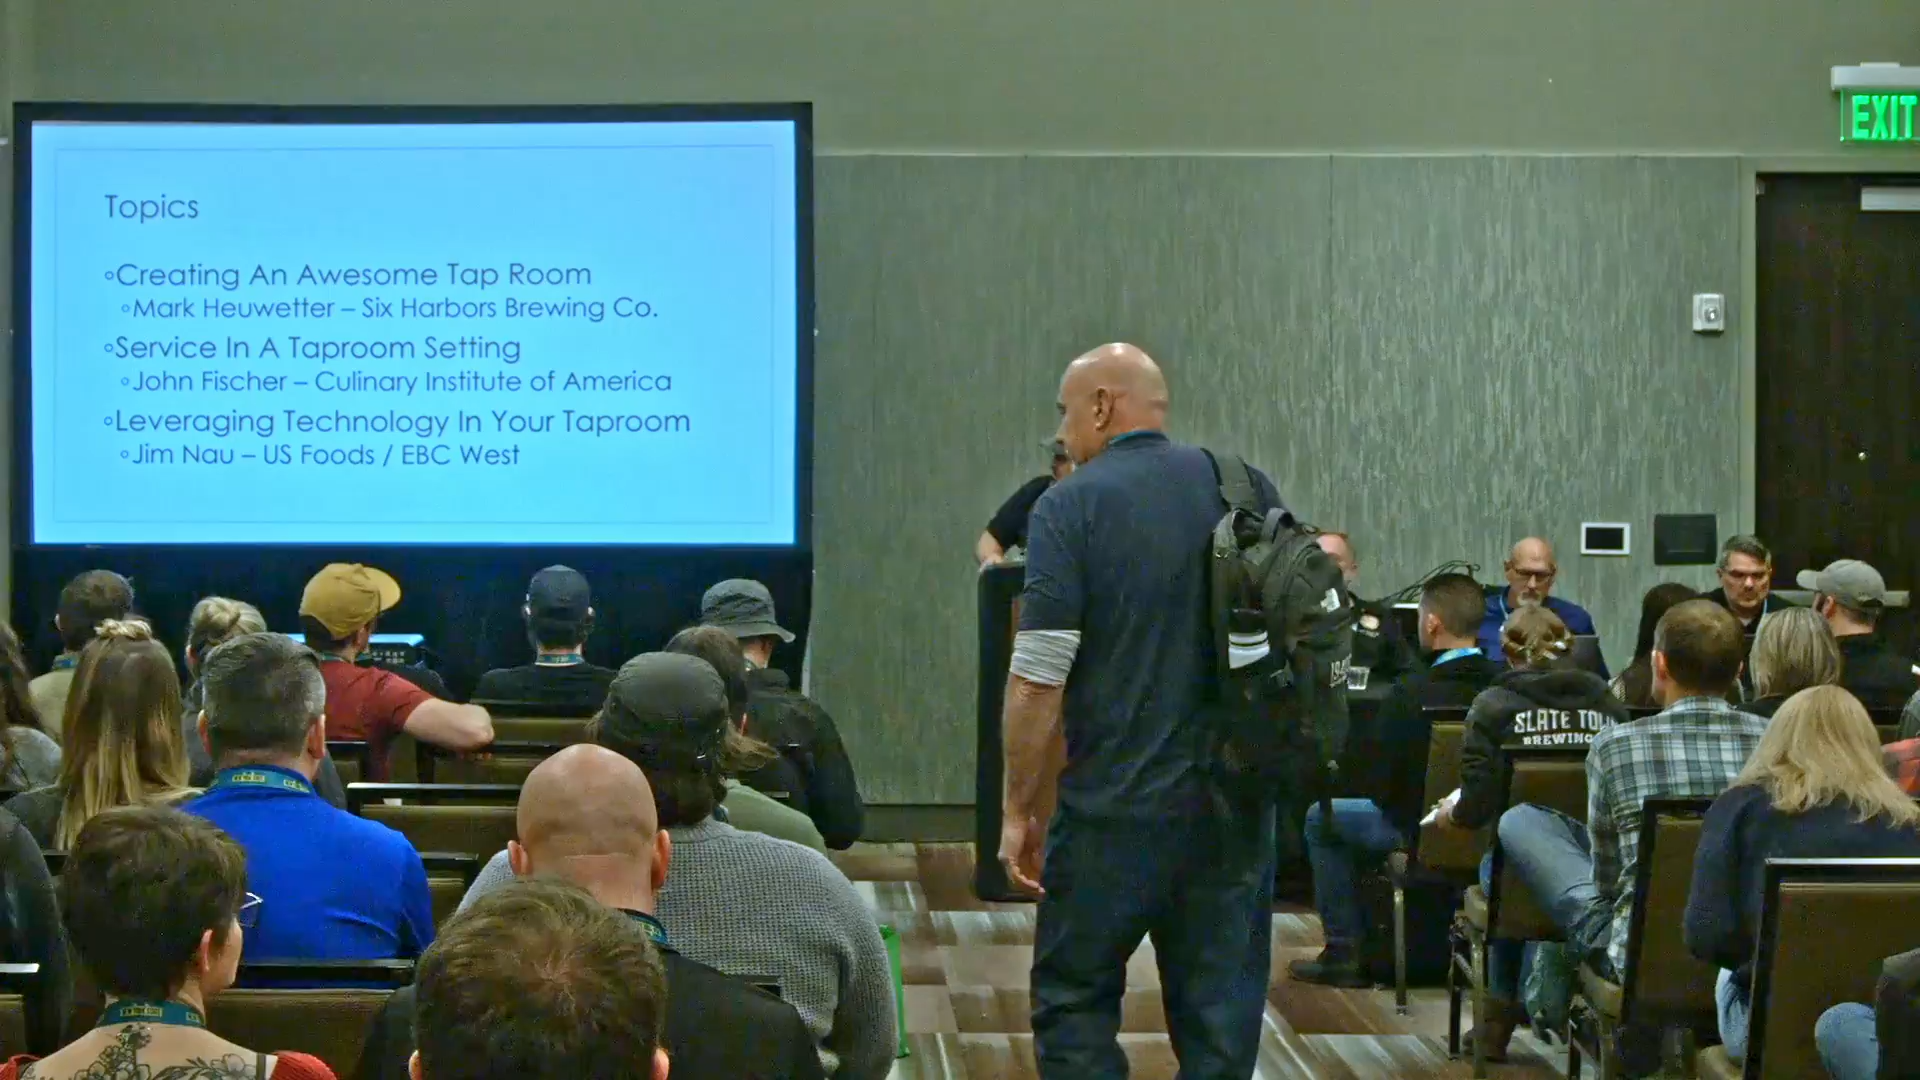 EXIT
Topics
◦Creating An Awesome Tap Room
◦Mark Heuwetter – Six Harbors Brewing Co.
◦Service In A Taproom Setting
◦John Fischer – Culinary Institute of America
◦Leveraging Technology In Your Taproom
◦Jim Nau – US Foods / EBC West
SLATE
BREWING